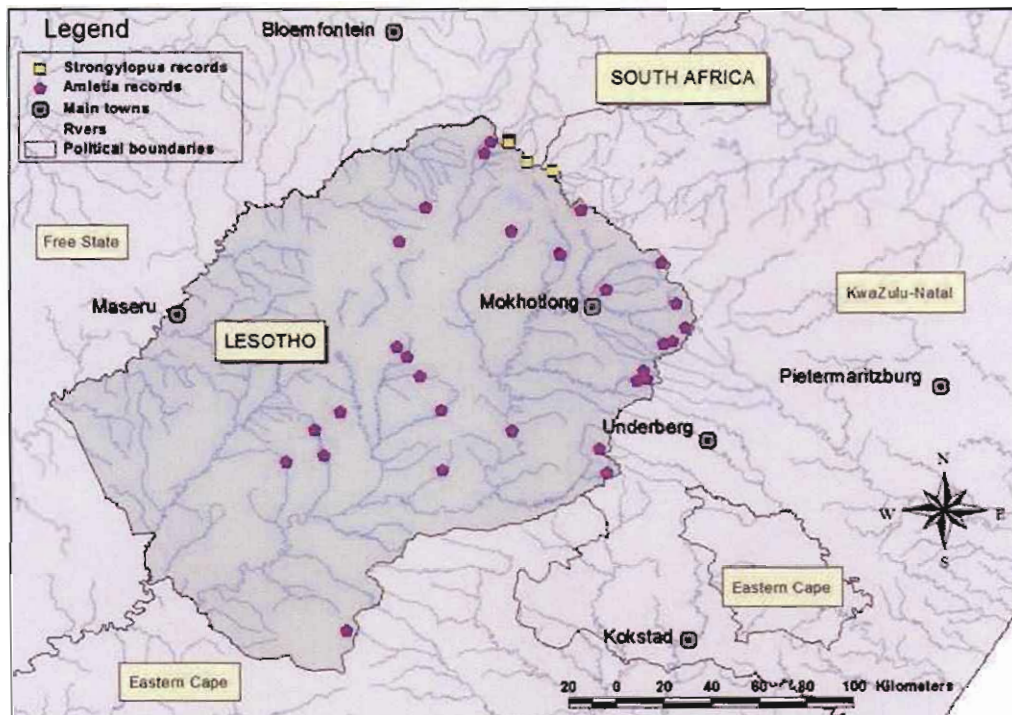 Legend
Strongylopus records
Amietia records
Main towns
Rvers
Political boundaries
Bloemfontein
SOUTH AFRICA
Free State
Maseru
LESOTHO
Mokhotlong
KwaZulu-Natal
Pietermaritzburg
Underberg
N
W
E
S
Eastern Cape
Kokstad
Eastern Cape
20 0 20 40 60 80 100 Kilometers